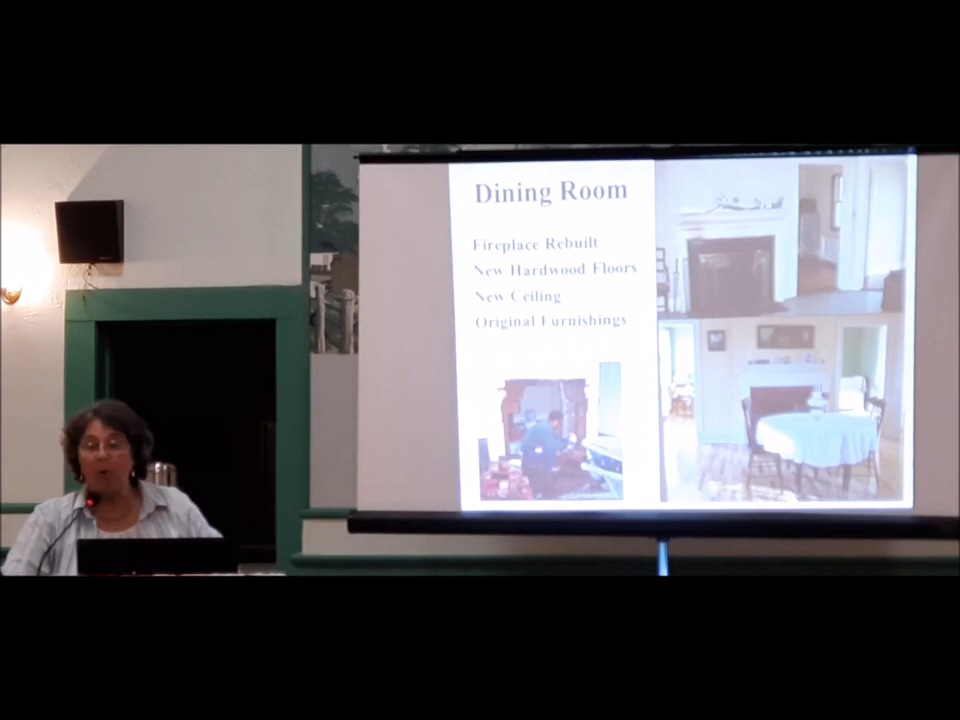 Dining Room
Fireplace Rebuilt
New Hardwood Floors
New Ceiling
Original Furnishings